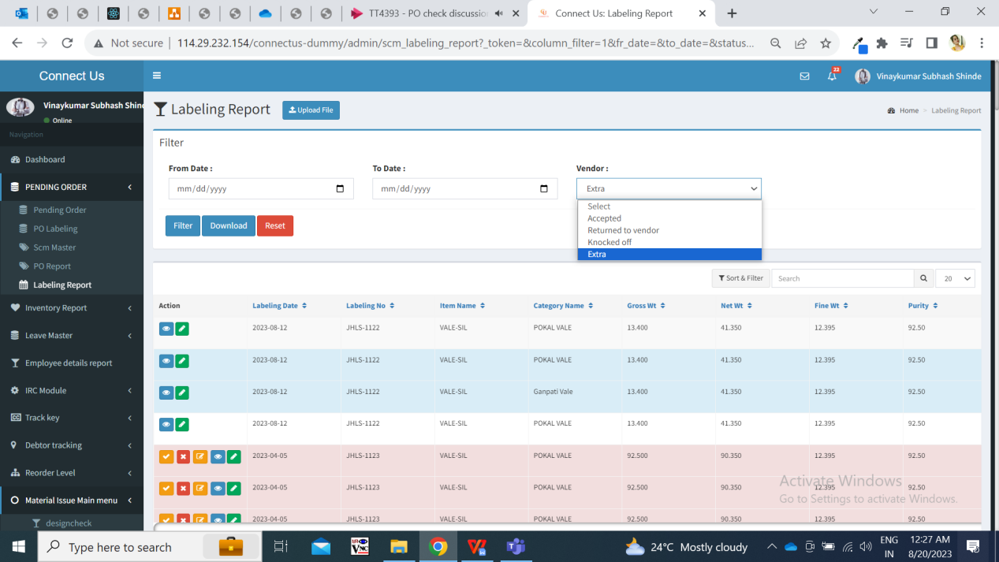 TT4393 - PO check discussion
Connect Us: Labeling Report
Not secure
114.29.232.154/connectus-dummy/admin/scm_labeling_report?_token=&column_filter=1&fr_date=&to_date=&status...
Connect Us
22
Vinaykumar Subhash Shinde
Vinaykumar Subhash Shind
Online
Navigation
Dashboard
PENDING ORDER
Pending Order
PO Labeling
Scm Master
PO Report
Labeling Report
Inventory Report
Leave Master
Employee details report
IRC Module
Track key
Debtor tracking
Reorder Level
Material Issue Main menu
designcheck
Labeling Report
Upload File
Home > Labeling Report
Filter
From Date : To Date : Vendor :
mm/dd/yyyy mm/dd/yyyy Extra
Select
Accepted
Returned to vendor
Knocked off
Extra
Filter Download Reset
Sort & Filter Search 20
Action Labeling Date Labeling No Item Name Category Name Gross Wt Net Wt Fine Wt Purity
2023-08-12 JHLS-1122 VALE-SIL POKAL VALE 13.400 41.350 12.395 92.50
2023-08-12 JHLS-1122 VALE-SIL POKAL VALE 13.400 41.350 12.395 92.50
2023-08-12 JHLS-1122 VALE-SIL Ganpati Vale 13.400 41.350 12.395 92.50
2023-08-12 JHLS-1122 VALE-SIL POKAL VALE 13.400 41.350 12.395 92.50
2023-04-05 JHLS-1123 VALE-SIL POKAL VALE 92.500 90.350 12.395 92.50
2023-04-05 JHLS-1123 VALE-SIL POKAL VALE 92.500 90.350 12.395 92.50
2023-04-05 JHLS-1123 VALE-SIL POKAL VALE 92.500 90.350 12.395 92.50
Activate Windows
Go to Settings to activate Windows.
Type here to search
24°C Mostly cloudy
ENG
IN
12:27 AM
8/20/2023